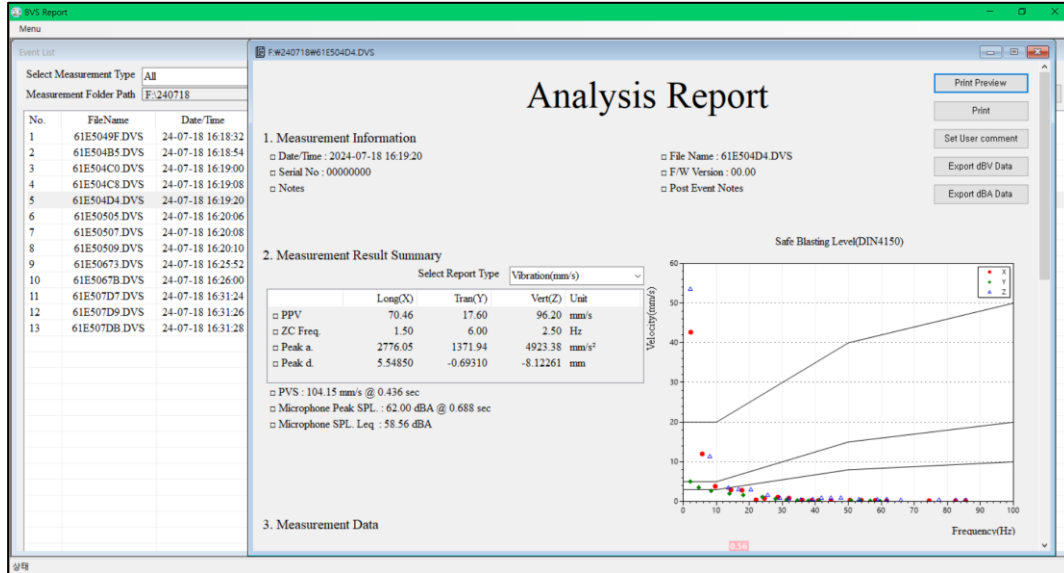 BVS Report
Menu
Event List
Select Measurement Type All
Measurement Folder Path F:\240718
No. FileName Date/Time
1 61E5049F.DVS 24-07-18 16:18:32
2 61E504B5.DVS 24-07-18 16:18:54
3 61E504C0.DVS 24-07-18 16:19:00
4 61E504C8.DVS 24-07-18 16:19:08
5 61E504D4.DVS 24-07-18 16:19:20
6 61E50505.DVS 24-07-18 16:20:06
7 61E50507.DVS 24-07-18 16:20:08
8 61E50509.DVS 24-07-18 16:20:10
9 61E50673.DVS 24-07-18 16:25:52
10 61E5067B.DVS 24-07-18 16:26:00
11 61E507D7.DVS 24-07-18 16:31:24
12 61E507D9.DVS 24-07-18 16:31:26
13 61E507DB.DVS 24-07-18 16:31:28
F:₩240718₩61E504D4.DVS
Analysis Report
Print Preview
Print
Set User comment
Export dBV Data
Export dBA Data
1. Measurement Information
□ Date/Time : 2024-07-18 16:19:20
□ File Name : 61E504D4.DVS
□ Serial No : 00000000
□ F/W Version : 00.00
□ Notes
□ Post Event Notes
2. Measurement Result Summary
Select Report Type Vibration(mm/s)
Long(X) Tran(Y) Vert(Z) Unit
□ PPV 70.46 17.60 96.20 mm/s
□ ZC Freq. 1.50 6.00 2.50 Hz
□ Peak a. 2776.05 1371.94 4923.38 mm/s²
□ Peak d. 5.54850 -0.69310 -8.12261 mm
□ PVS : 104.15 mm/s @ 0.436 sec
□ Microphone Peak SPL. : 62.00 dBA @ 0.688 sec
□ Microphone SPL. Leq : 58.56 dBA
Safe Blasting Level(DIN4150)
Velocity(mm/s)
60
50
40
30
20
10
0
X
Y
Z
0 10 20 30 40 50 60 70 80 90 100
Frequency(Hz)
3. Measurement Data
0.56
상태